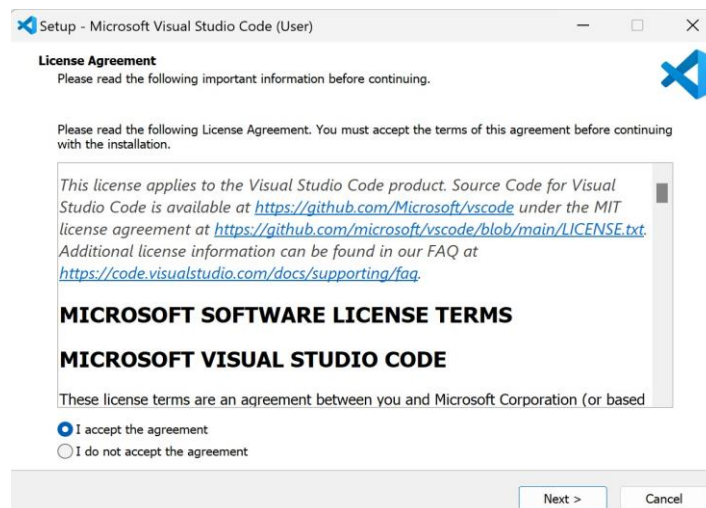 Setup - Microsoft Visual Studio Code (User)
License Agreement
Please read the following important information before continuing.
Please read the following License Agreement. You must accept the terms of this agreement before continuing
with the installation.
This license applies to the Visual Studio Code product. Source Code for Visual
Studio Code is available at https://github.com/Microsoft/vscode under the MIT
license agreement at https://github.com/microsoft/vscode/blob/main/LICENSE.txt.
Additional license information can be found in our FAQ at
https://code.visualstudio.com/docs/supporting/faq.
MICROSOFT SOFTWARE LICENSE TERMS
MICROSOFT VISUAL STUDIO CODE
These license terms are an agreement between you and Microsoft Corporation (or based
I accept the agreement
I do not accept the agreement
Next >
Cancel